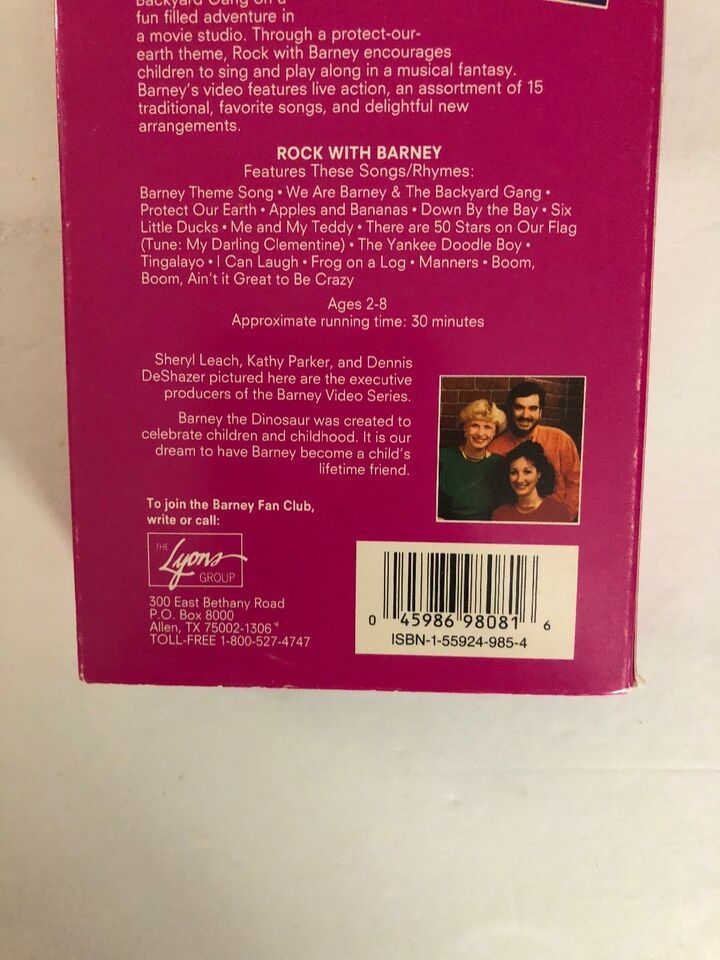 Backyard Gang on a
fun filled adventure in
a movie studio. Through a protect-our-
earth theme, Rock with Barney encourages
children to sing and play along in a musical fantasy.
Barney's video features live action, an assortment of 15
traditional, favorite songs, and delightful new
arrangements.
ROCK WITH BARNEY
Features These Songs/Rhymes:
Barney Theme Song • We Are Barney & The Backyard Gang •
Protect Our Earth • Apples and Bananas • Down By the Bay • Six
Little Ducks • Me and My Teddy • There are 50 Stars on Our Flag
(Tune: My Darling Clementine) • The Yankee Doodle Boy •
Tingalayo • I Can Laugh • Frog on a Log • Manners • Boom,
Boom, Ain't it Great to Be Crazy
Ages 2-8
Approximate running time: 30 minutes
Sheryl Leach, Kathy Parker, and Dennis
DeShazer pictured here are the executive
producers of the Barney Video Series.
Barney the Dinosaur was created to
celebrate children and childhood. It is our
dream to have Barney become a child's
lifetime friend.
To join the Barney Fan Club,
write or call:
THE
Lyons
GROUP
300 East Bethany Road
P.O. Box 8000
Allen, TX 75002-1306
TOLL-FREE 1-800-527-4747
0 45986 98081 6
ISBN-1-55924-985-4